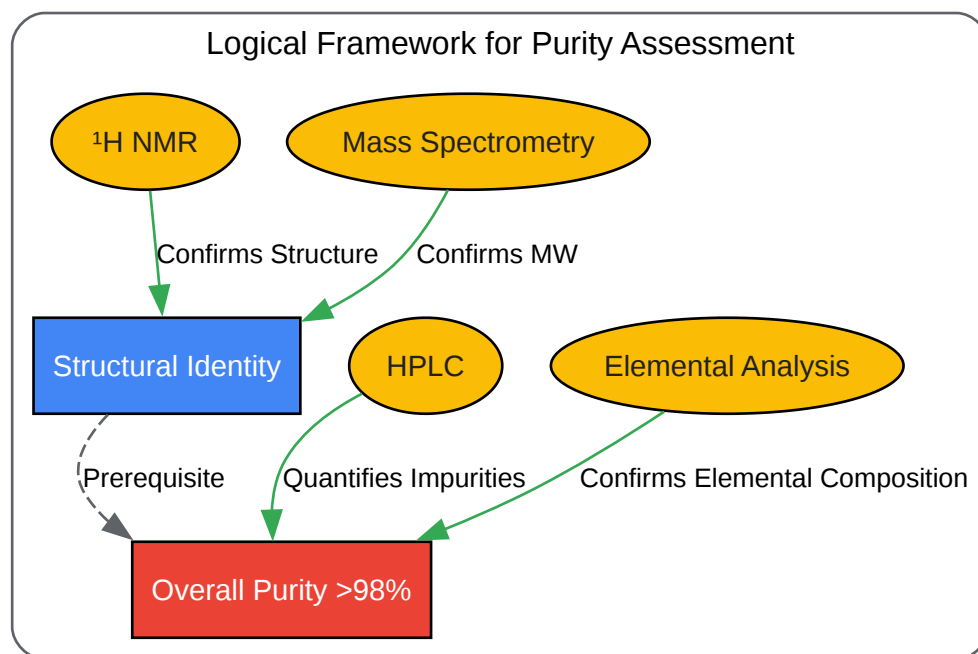 Logical Framework for Purity Assessment
¹H NMR
Mass Spectrometry
Confirms Structure
Confirms MW
Structural Identity
HPLC
Elemental Analysis
Prerequisite
Quantifies Impurities
Confirms Elemental Composition
Overall Purity >98%